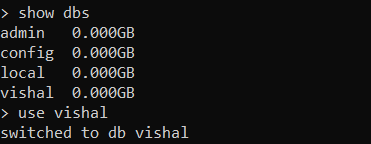 > show dbs
admin   0.000GB
config  0.000GB
local   0.000GB
vishal  0.000GB
> use vishal
switched to db vishal